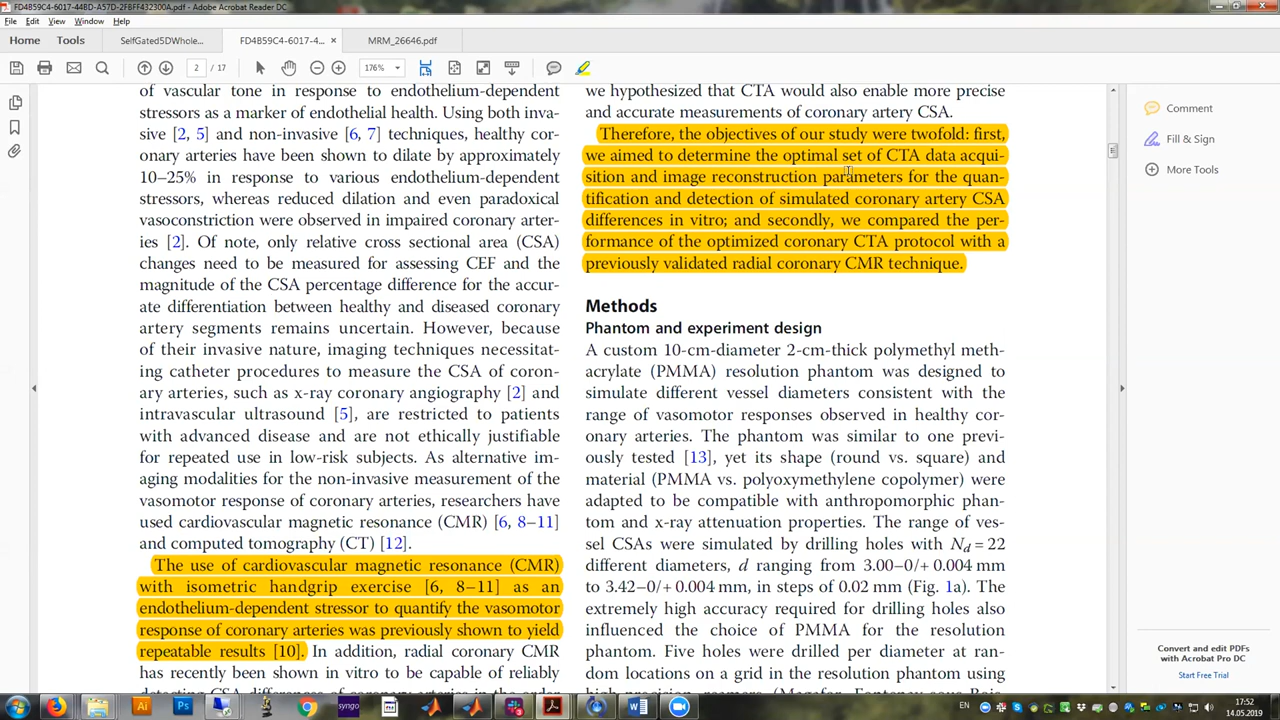 FD4B59C4-6017-44BD-A57D-2FBFF432300A.pdf - Adobe Acrobat Reader DC
File Edit View Window Help
Home Tools SelfGated5DWhole... FD4B59C4-6017-4... × MRM_26646.pdf
2 / 17 176%
of vascular tone in response to endothelium-dependent
stressors as a marker of endothelial health. Using both inva-
sive [2, 5] and non-invasive [6, 7] techniques, healthy cor-
onary arteries have been shown to dilate by approximately
10–25% in response to various endothelium-dependent
stressors, whereas reduced dilation and even paradoxical
vasoconstriction were observed in impaired coronary arter-
ies [2]. Of note, only relative cross sectional area (CSA)
changes need to be measured for assessing CEF and the
magnitude of the CSA percentage difference for the accur-
ate differentiation between healthy and diseased coronary
artery segments remains uncertain. However, because
of their invasive nature, imaging techniques necessitat-
ing catheter procedures to measure the CSA of coron-
ary arteries, such as x-ray coronary angiography [2] and
intravascular ultrasound [5], are restricted to patients
with advanced disease and are not ethically justifiable
for repeated use in low-risk subjects. As alternative im-
aging modalities for the non-invasive measurement of the
vasomotor response of coronary arteries, researchers have
used cardiovascular magnetic resonance (CMR) [6, 8–11]
and computed tomography (CT) [12].
The use of cardiovascular magnetic resonance (CMR)
with isometric handgrip exercise [6, 8–11] as an
endothelium-dependent stressor to quantify the vasomotor
response of coronary arteries was previously shown to yield
repeatable results [10]. In addition, radial coronary CMR
has recently been shown in vitro to be capable of reliably
detecting CSA differences of coronary arteries in the order
we hypothesized that CTA would also enable more precise
and accurate measurements of coronary artery CSA.
Therefore, the objectives of our study were twofold: first,
we aimed to determine the optimal set of CTA data acqui-
sition and image reconstruction parameters for the quan-
tification and detection of simulated coronary artery CSA
differences in vitro; and secondly, we compared the per-
formance of the optimized coronary CTA protocol with a
previously validated radial coronary CMR technique.
Methods
Phantom and experiment design
A custom 10-cm-diameter 2-cm-thick polymethyl meth-
acrylate (PMMA) resolution phantom was designed to
simulate different vessel diameters consistent with the
range of vasomotor responses observed in healthy cor-
onary arteries. The phantom was similar to one previ-
ously tested [13], yet its shape (round vs. square) and
material (PMMA vs. polyoxymethylene copolymer) were
adapted to be compatible with anthropomorphic phan-
tom and x-ray attenuation properties. The range of ves-
sel CSAs were simulated by drilling holes with Nd = 22
different diameters, d ranging from 3.00–0/+ 0.004 mm
to 3.42–0/+ 0.004 mm, in steps of 0.02 mm (Fig. 1a). The
extremely high accuracy required for drilling holes also
influenced the choice of PMMA for the resolution
phantom. Five holes were drilled per diameter at ran-
dom locations on a grid in the resolution phantom using
Comment
Fill & Sign
More Tools
Convert and edit PDFs
with Acrobat Pro DC
Start Free Trial
Ai Ps syngo W EN 17:52
14.05.2019